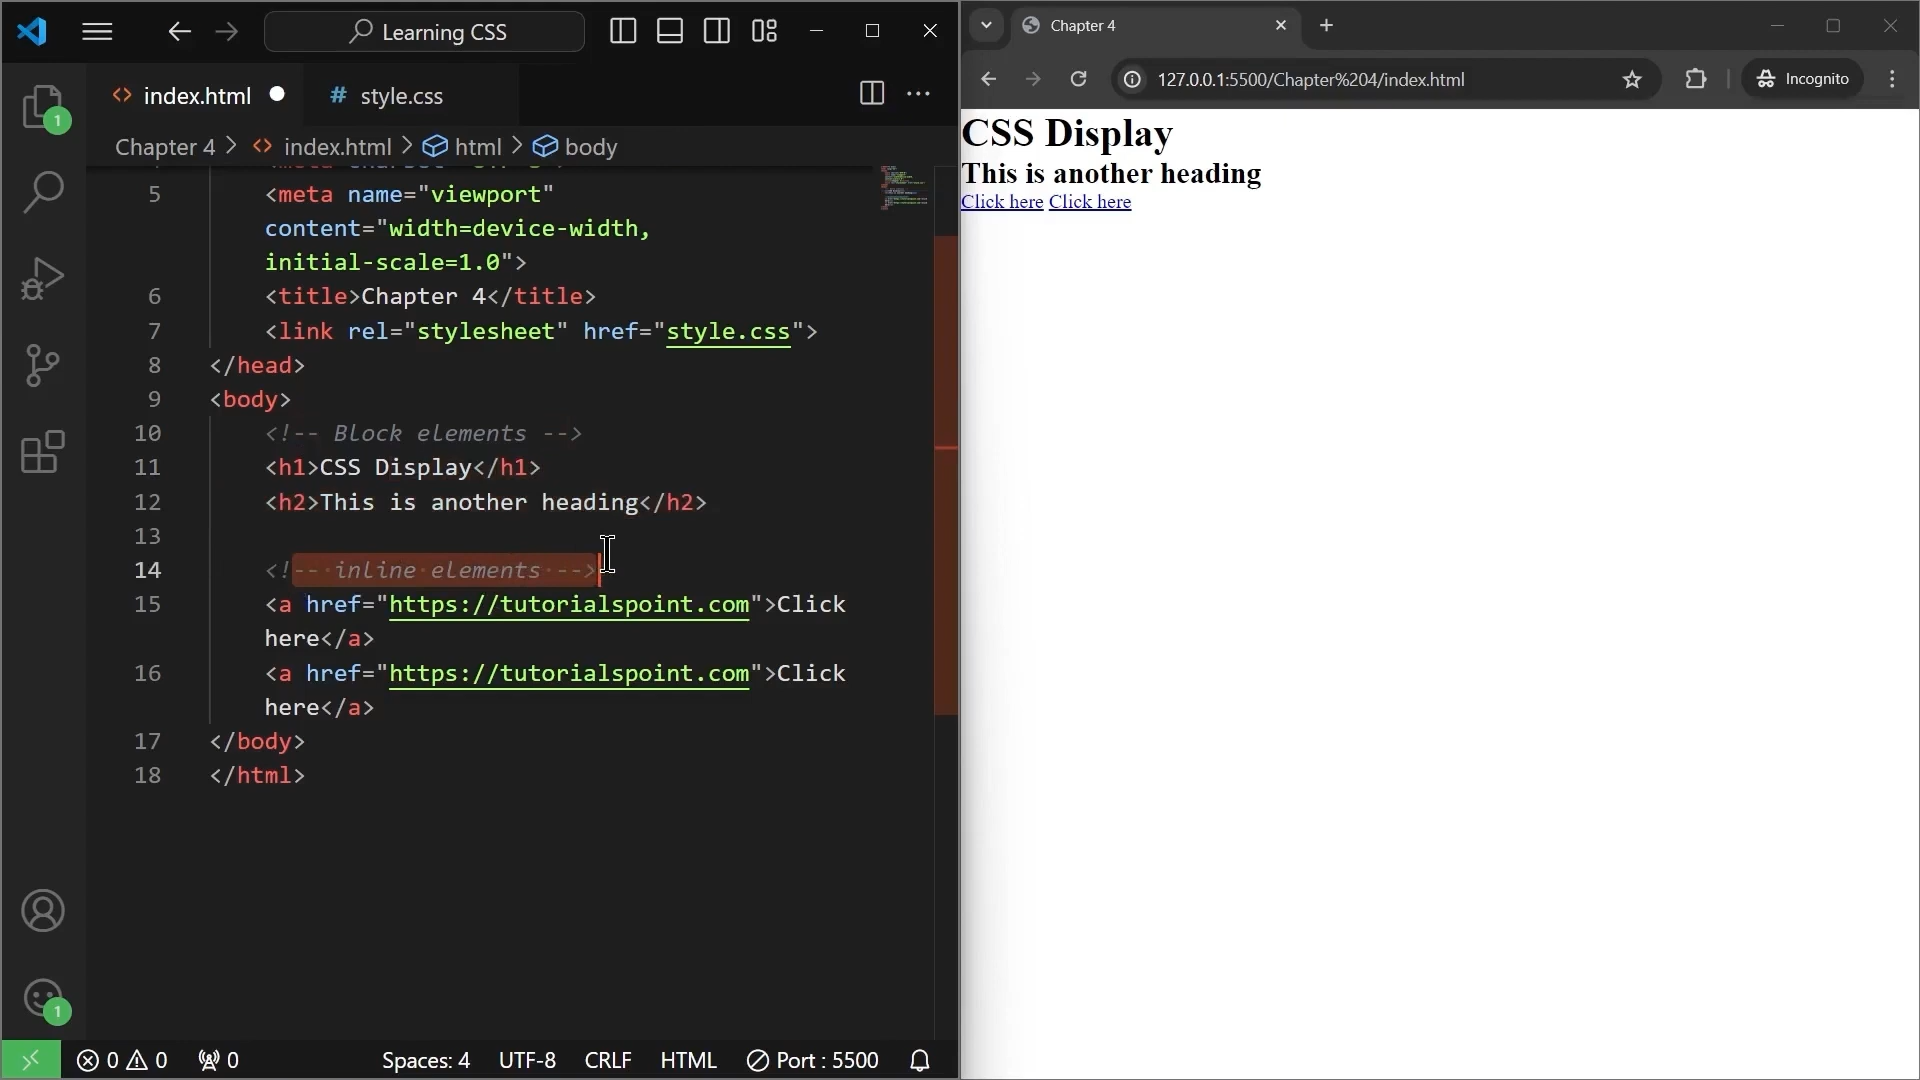 Learning CSS
index.html
# style.css
Chapter 4 > index.html > html > body
5 <meta name="viewport"
content="width=device-width,
initial-scale=1.0">
6 <title>Chapter 4</title>
7 <link rel="stylesheet" href="style.css">
8 </head>
9 <body>
10 <!-- Block elements -->
11 <h1>CSS Display</h1>
12 <h2>This is another heading</h2>
13
14 <!-- inline elements -->
15 <a href="https://tutorialspoint.com">Click
here</a>
16 <a href="https://tutorialspoint.com">Click
here</a>
17 </body>
18 </html>
1
1
0 0 0 Spaces: 4 UTF-8 CRLF HTML Port : 5500
Chapter 4
127.0.0.1:5500/Chapter%204/index.html
Incognito
CSS Display
This is another heading
Click here Click here